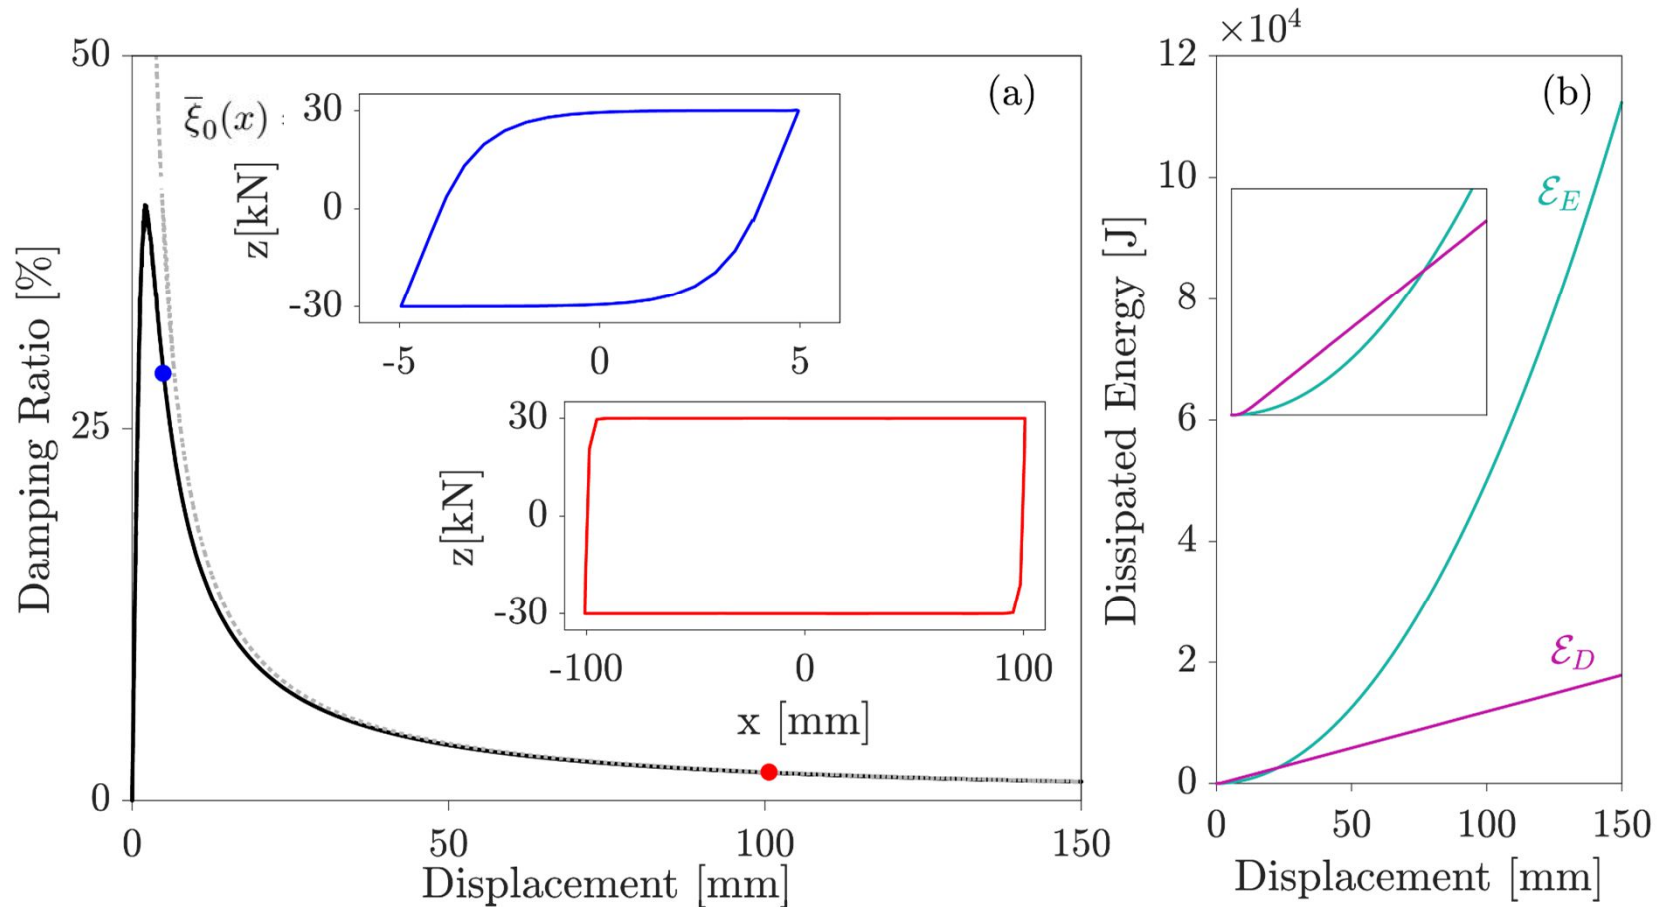 50
25
0
0
50
100
150
Damping Ratio [%]
Displacement [mm]
(a)
ξ̄₀(x) :
30
0
-30
z[kN]
-5
0
5
30
0
-30
z[kN]
-100
0
100
x [mm]
×10⁴
12
10
8
6
4
2
0
0
50
100
150
Dissipated Energy [J]
Displacement [mm]
(b)
ℰ_E
ℰ_D